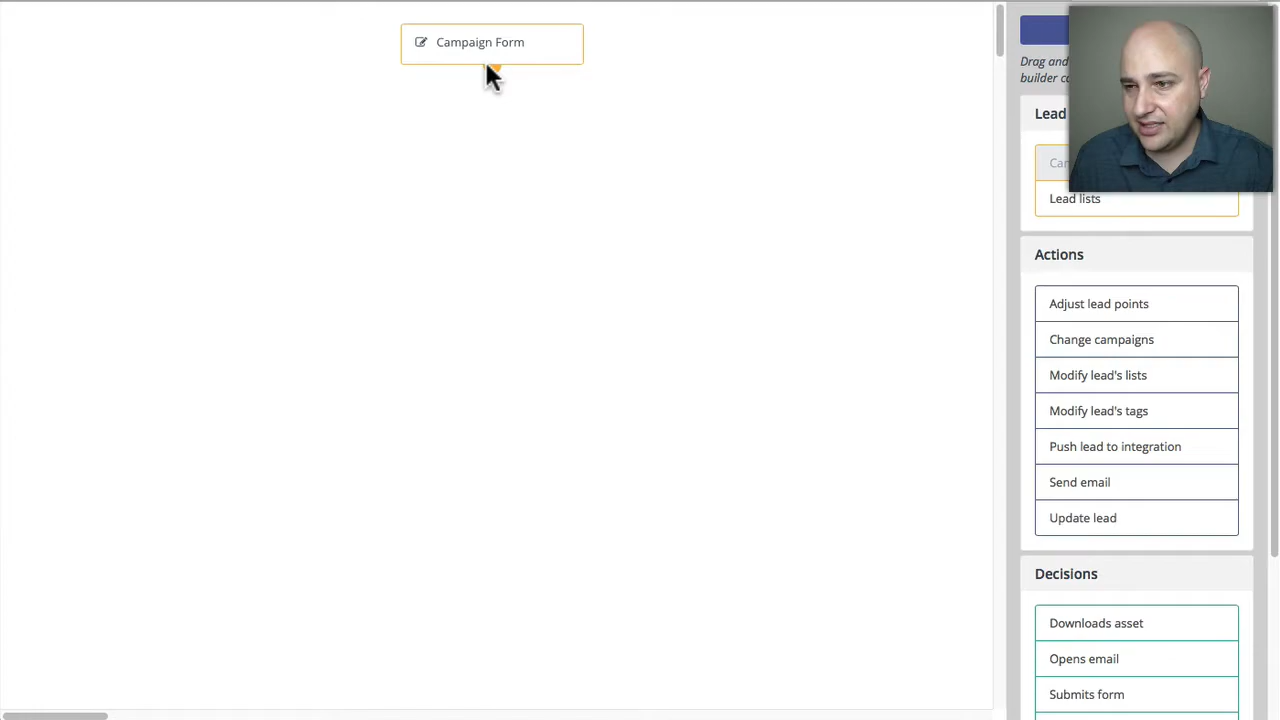 Campaign Form
Drag and
builder
Lead
Lead lists
Actions
Adjust lead points
Change campaigns
Modify lead's lists
Modify lead's tags
Push lead to integration
Send email
Update lead
Decisions
Downloads asset
Opens email
Submits form